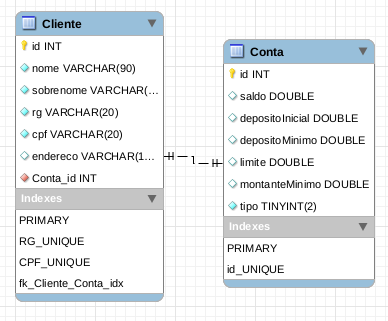 Cliente
id INT
nome VARCHAR(90)
sobrenome VARCHAR(...
rg VARCHAR(20)
cpf VARCHAR(20)
endereco VARCHAR(1...
Conta_id INT
Indexes
PRIMARY
RG_UNIQUE
CPF_UNIQUE
fk_Cliente_Conta_idx
Conta
id INT
saldo DOUBLE
depositoInicial DOUBLE
depositoMinimo DOUBLE
limite DOUBLE
montanteMinimo DOUBLE
tipo TINYINT(2)
Indexes
PRIMARY
id_UNIQUE